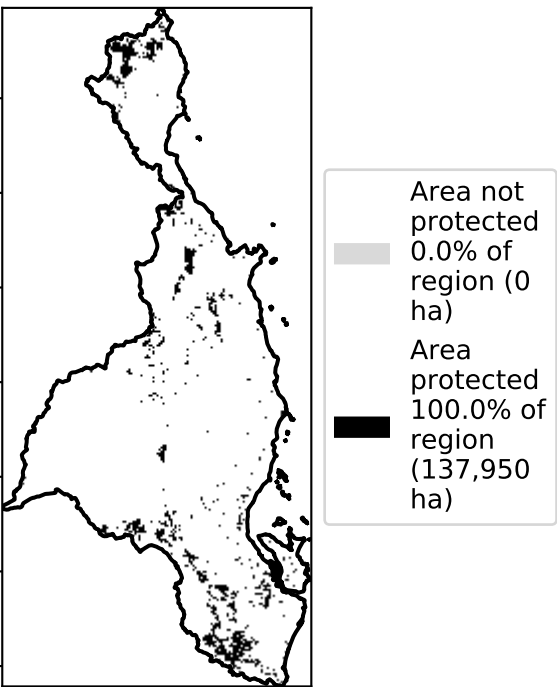 Area not
protected
0.0% of
region (0
ha)
Area
protected
100.0% of
region
(137,950
ha)